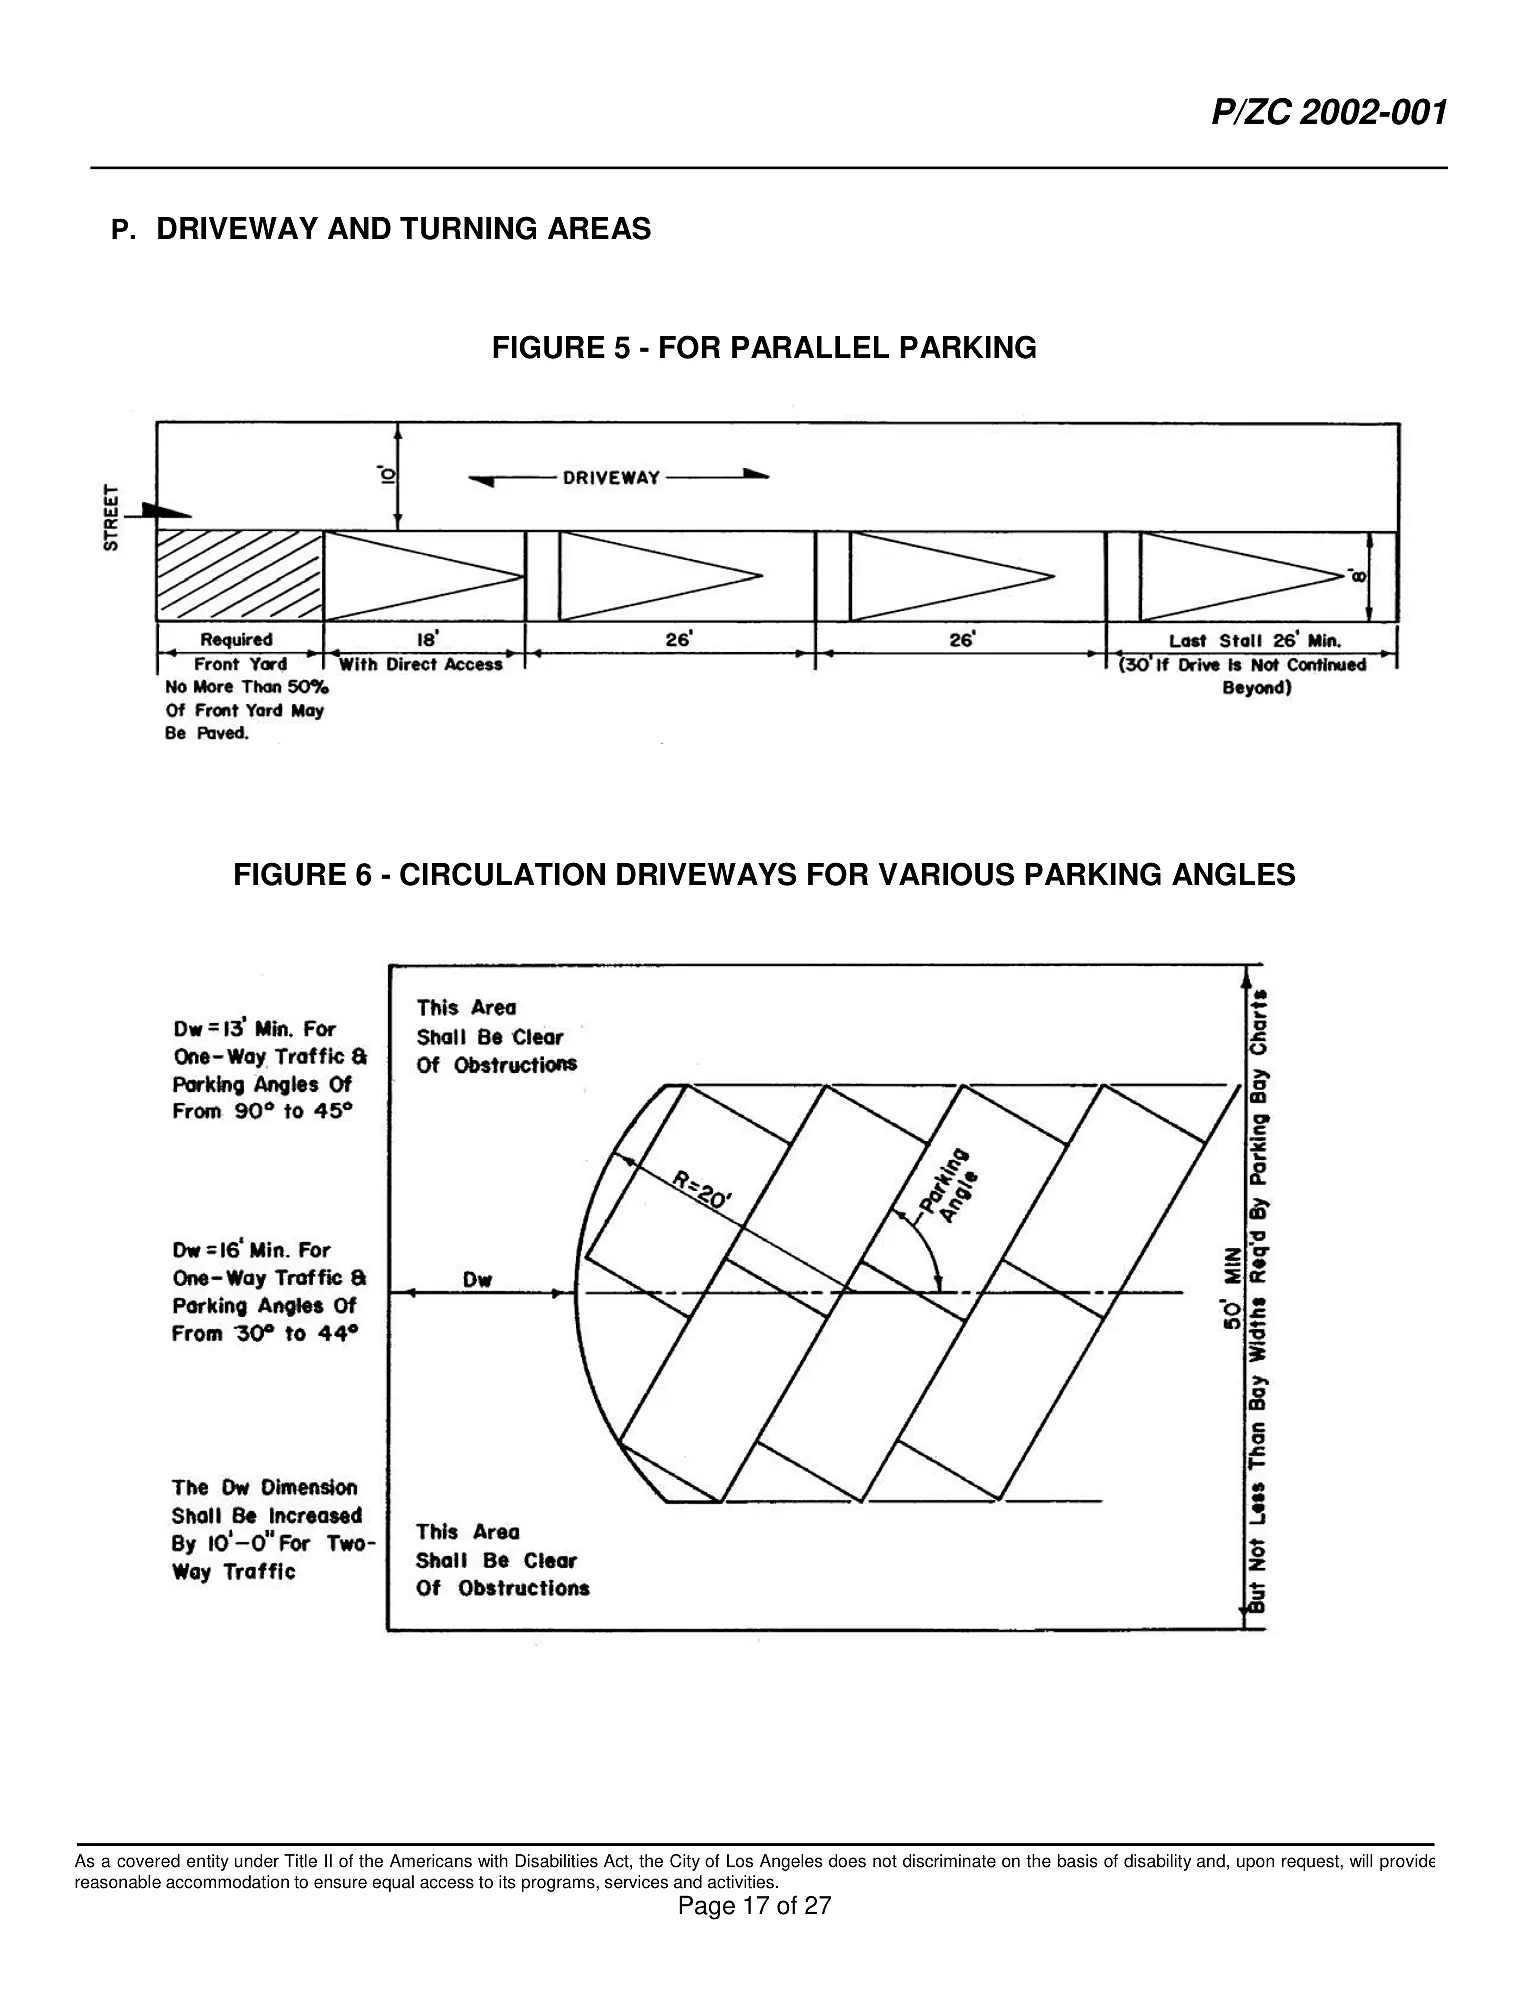 P/ZC 2002-001
P. DRIVEWAY AND TURNING AREAS
FIGURE 5 - FOR PARALLEL PARKING
STREET
10'
DRIVEWAY
8'
Required
Front Yard
No More Than 50%
Of Front Yard May
Be Paved.
18'
With Direct Access
26'
26'
Last Stall 26' Min.
(30' If Drive Is Not Continued
Beyond)
FIGURE 6 - CIRCULATION DRIVEWAYS FOR VARIOUS PARKING ANGLES
Dw = 13' Min. For
One-Way Traffic &
Parking Angles Of
From 90° to 45°
Dw = 16' Min. For
One-Way Traffic &
Parking Angles Of
From 30° to 44°
The Dw Dimension
Shall Be Increased
By 10'-0" For Two-
Way Traffic
This Area
Shall Be Clear
Of Obstructions
R=20'
Parking
Angle
Dw
This Area
Shall Be Clear
Of Obstructions
50' MIN
But Not Less Than Bay Widths Req'd By Parking Bay Charts
As a covered entity under Title II of the Americans with Disabilities Act, the City of Los Angeles does not discriminate on the basis of disability and, upon request, will provide
reasonable accommodation to ensure equal access to its programs, services and activities.
Page 17 of 27